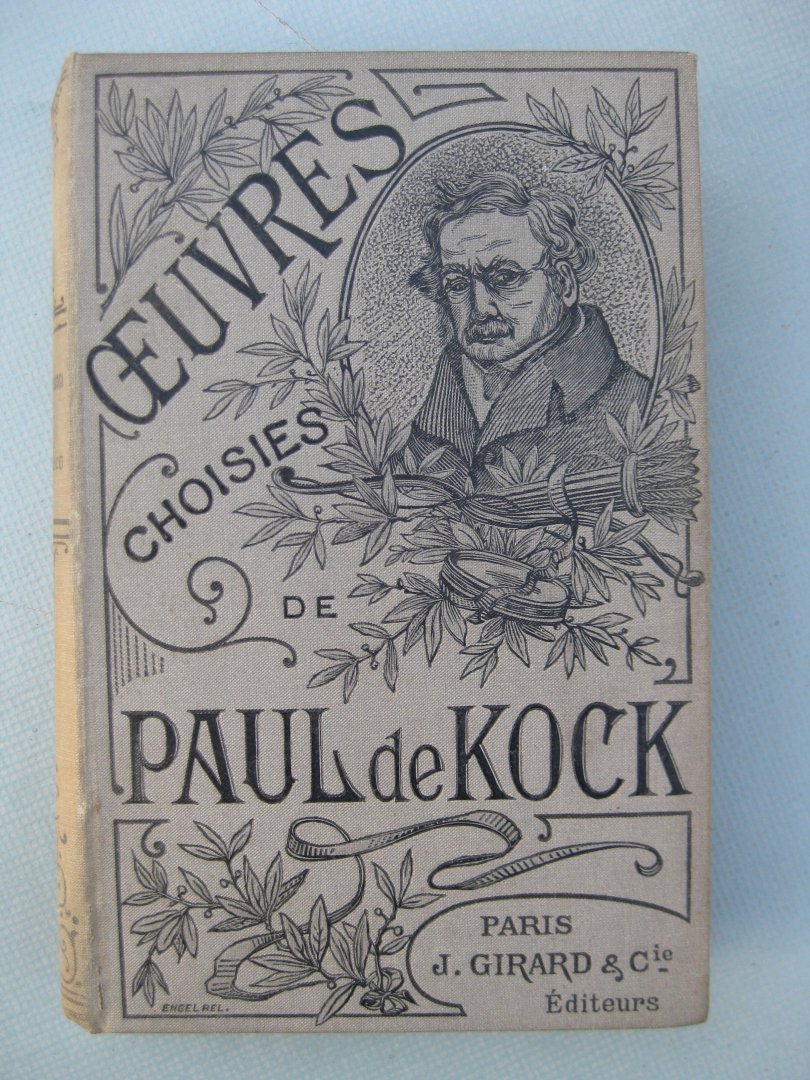 ŒUVRES
CHOISIES
DE
PAUL de KOCK
PARIS
J. GIRARD & Cie
Éditeurs
ENGEL REL.